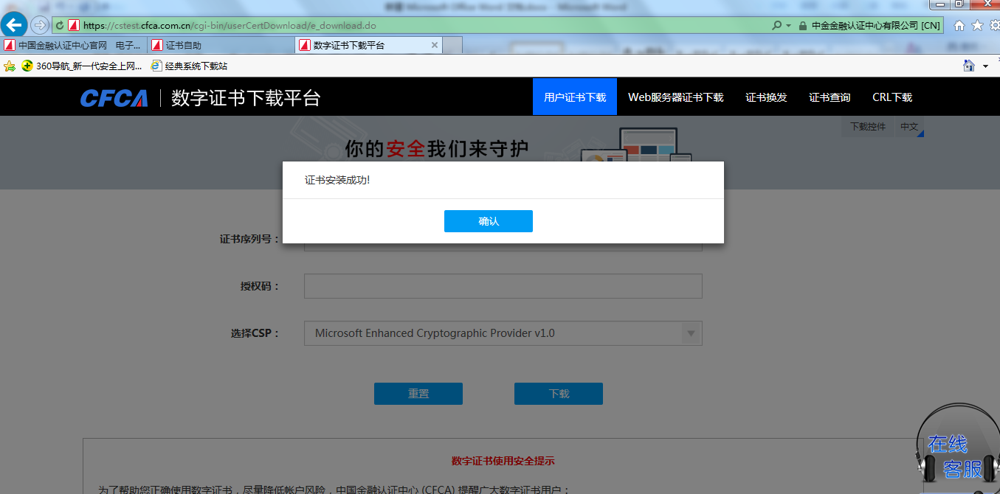 新建 Microsoft Office Word 文档.docx - Microsoft Word
https://cstest.cfca.com.cn/cgi-bin/userCertDownload/e_download.do
中金金融认证中心有限公司 [CN]
中国金融认证中心官网 电子...
证书自助
数字证书下载平台
360导航_新一代安全上网...
经典系统下载站
CFCA
数字证书下载平台
用户证书下载
Web服务器证书下载
证书换发
证书查询
CRL下载
下载控件
中文
你的安全我们来守护
证书安装成功!
确认
证书序列号：
授权码：
选择CSP：
Microsoft Enhanced Cryptographic Provider v1.0
重置
下载
在线
客服
数字证书使用安全提示
为了帮助您正确使用数字证书，尽量降低帐户风险，中国金融认证中心 (CFCA) 提醒广大数字证书用户：